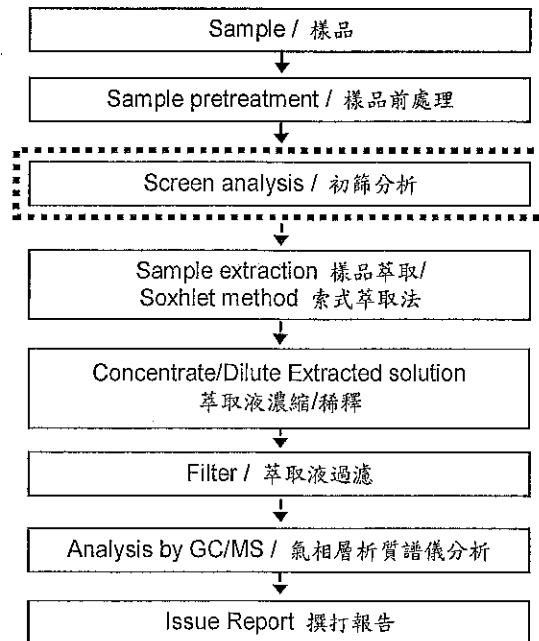 Sample / 樣品
Sample pretreatment / 樣品前處理
Screen analysis / 初篩分析
Sample extraction 樣品萃取/
Soxhlet method 索式萃取法
Concentrate/Dilute Extracted solution
萃取液濃縮/稀釋
Filter / 萃取液過濾
Analysis by GC/MS / 氣相層析質譜儀分析
Issue Report 撰打報告